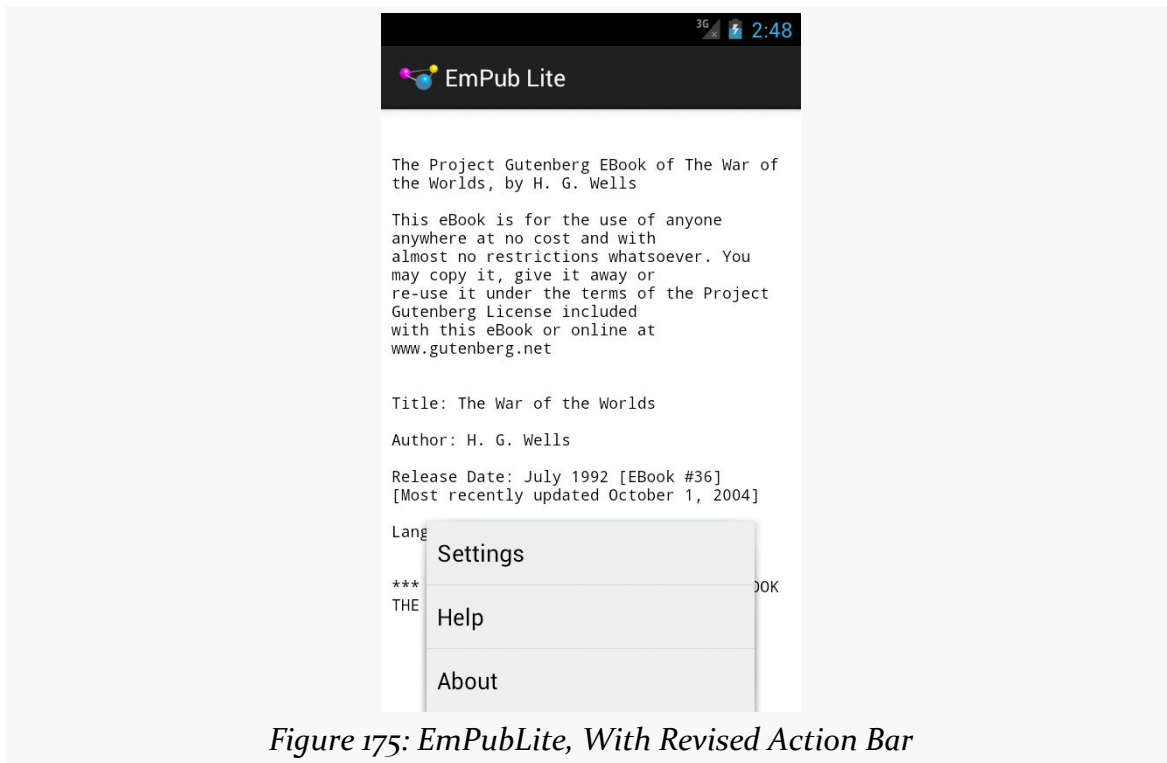 3G 2:48
EmPub Lite
The Project Gutenberg EBook of The War of
the Worlds, by H. G. Wells
This eBook is for the use of anyone
anywhere at no cost and with
almost no restrictions whatsoever. You
may copy it, give it away or
re-use it under the terms of the Project
Gutenberg License included
with this eBook or online at
www.gutenberg.net
Title: The War of the Worlds
Author: H. G. Wells
Release Date: July 1992 [EBook #36]
[Most recently updated October 1, 2004]
Lang
Settings
*** OOK
THE
Help
About
Figure 175: EmPubLite, With Revised Action Bar